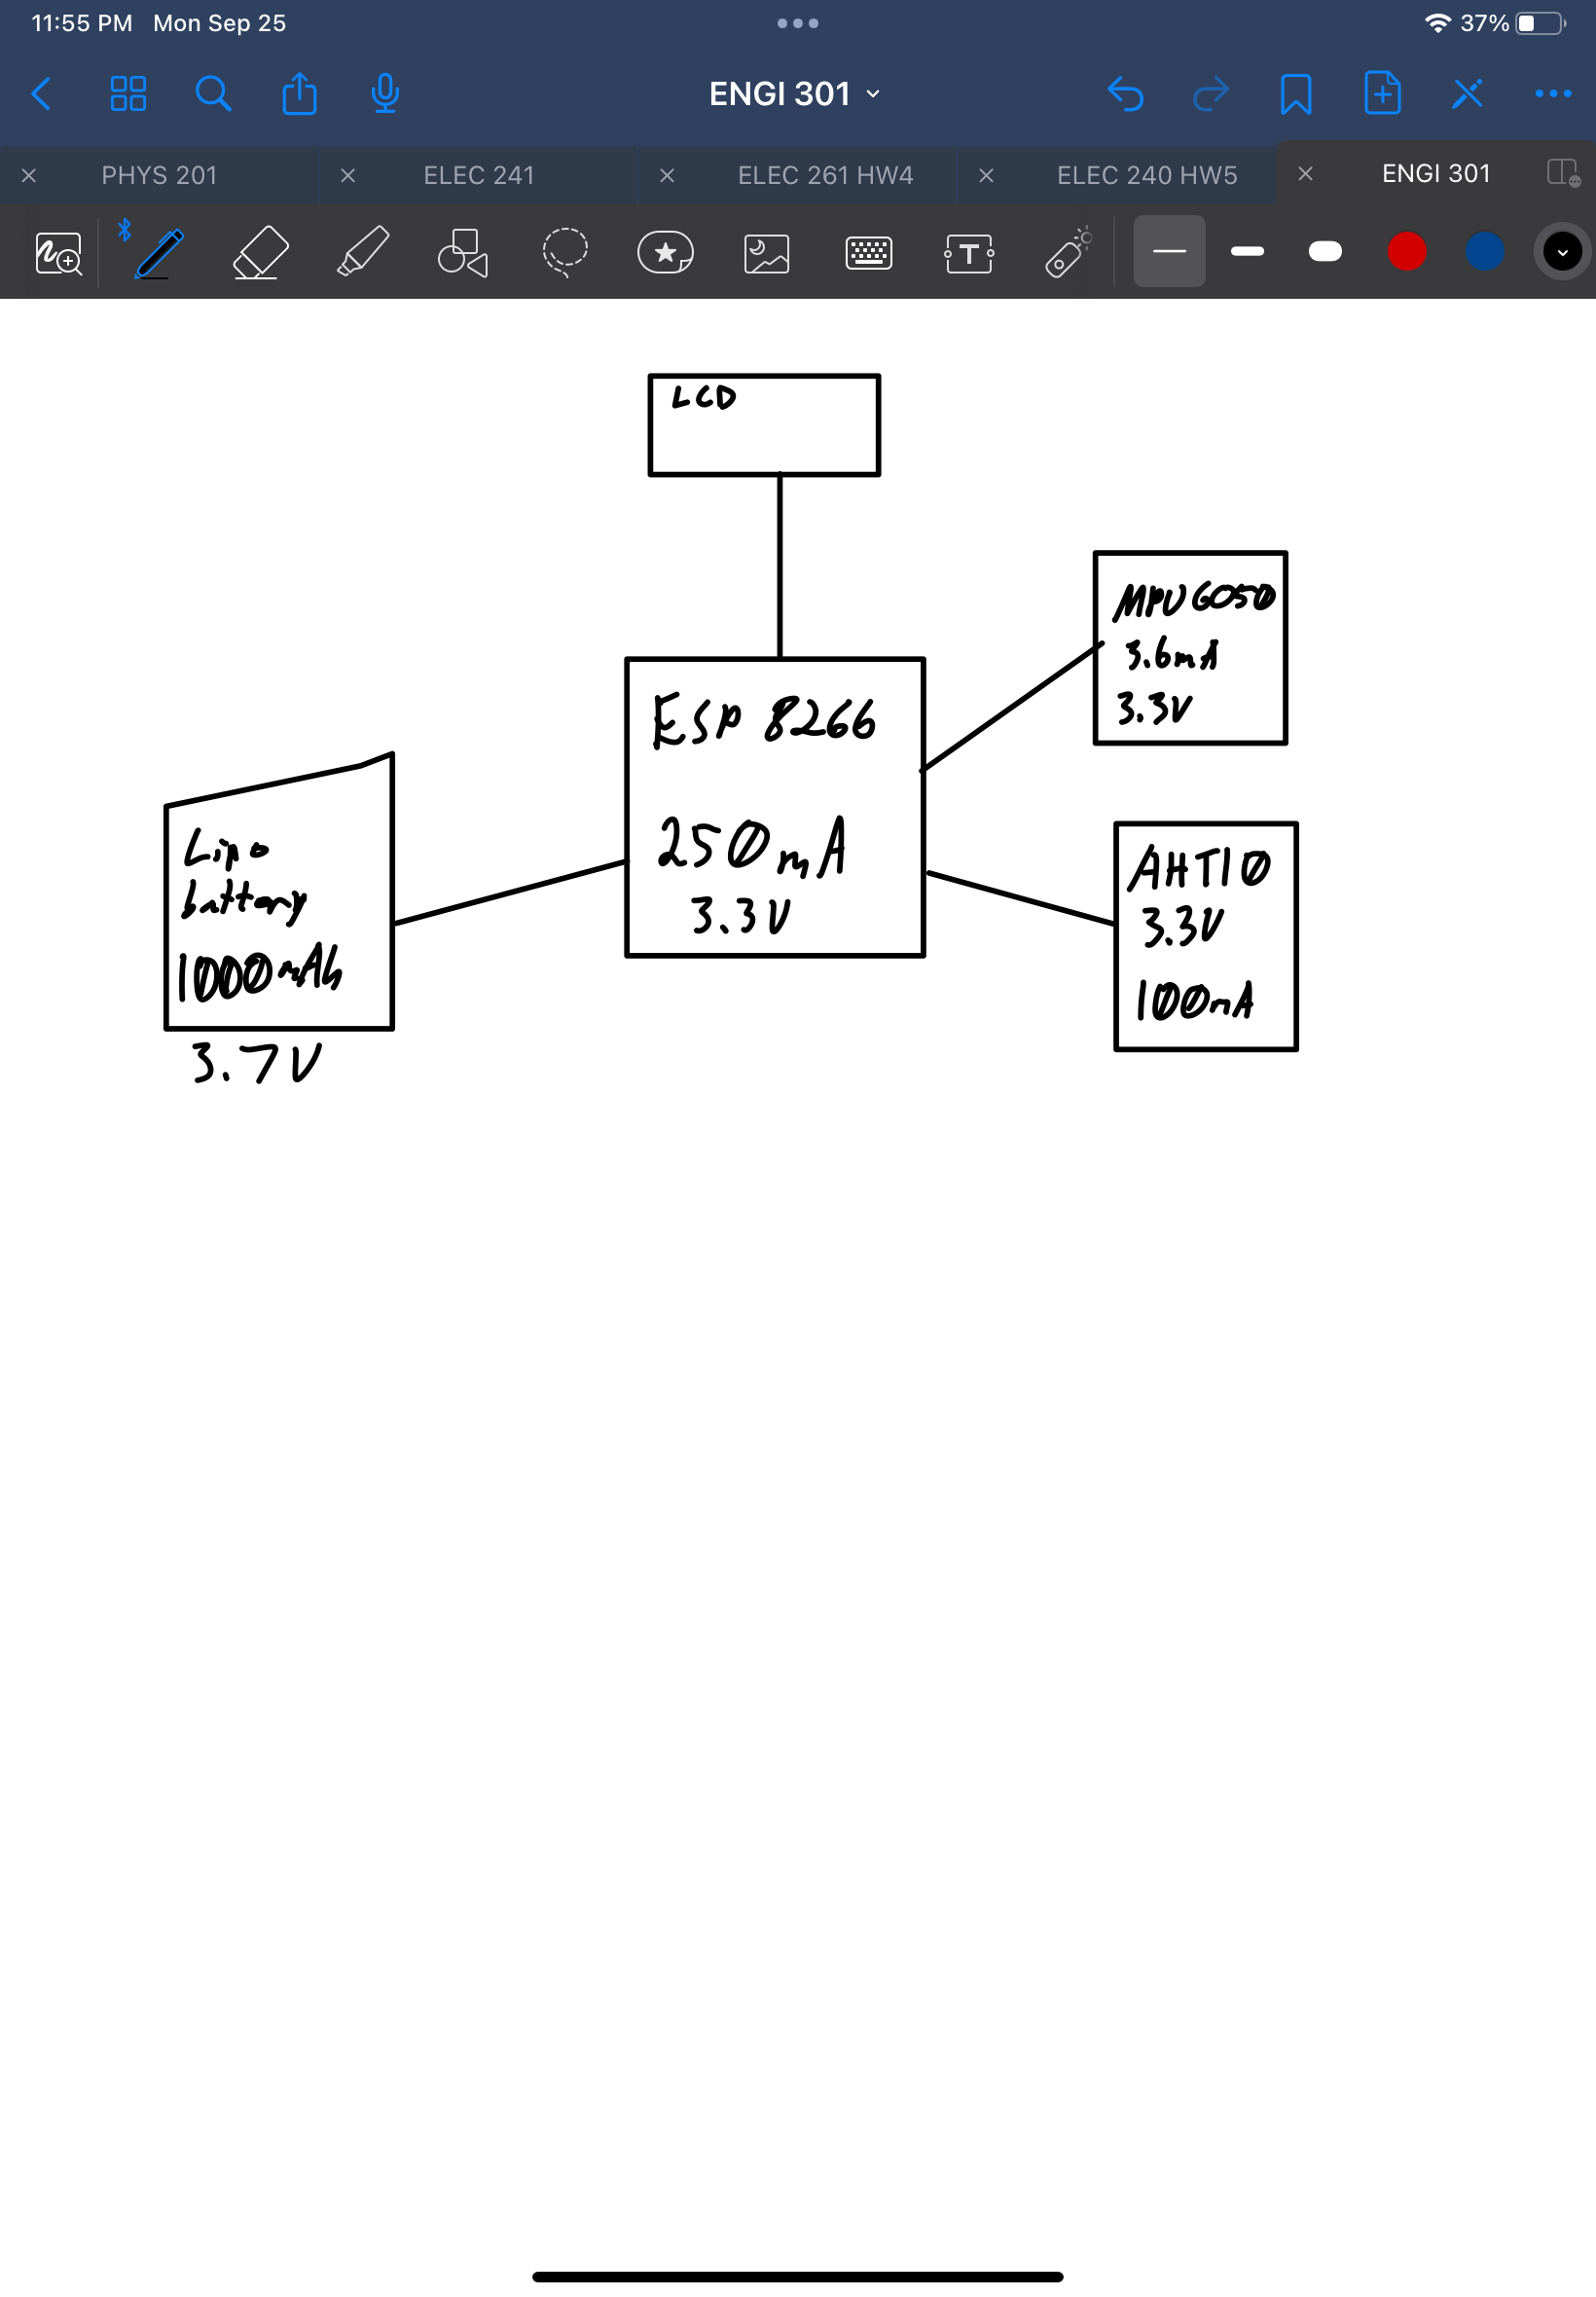 11:55 PM Mon Sep 25
37%
ENGI 301
PHYS 201
ELEC 241
ELEC 261 HW4
ELEC 240 HW5
ENGI 301
T
LCD
MPU6050
3.6mA
3.3V
ESP 8266
250mA
3.3V
Lipo
battery
1000mAh
3.7V
AHT10
3.3V
100mA